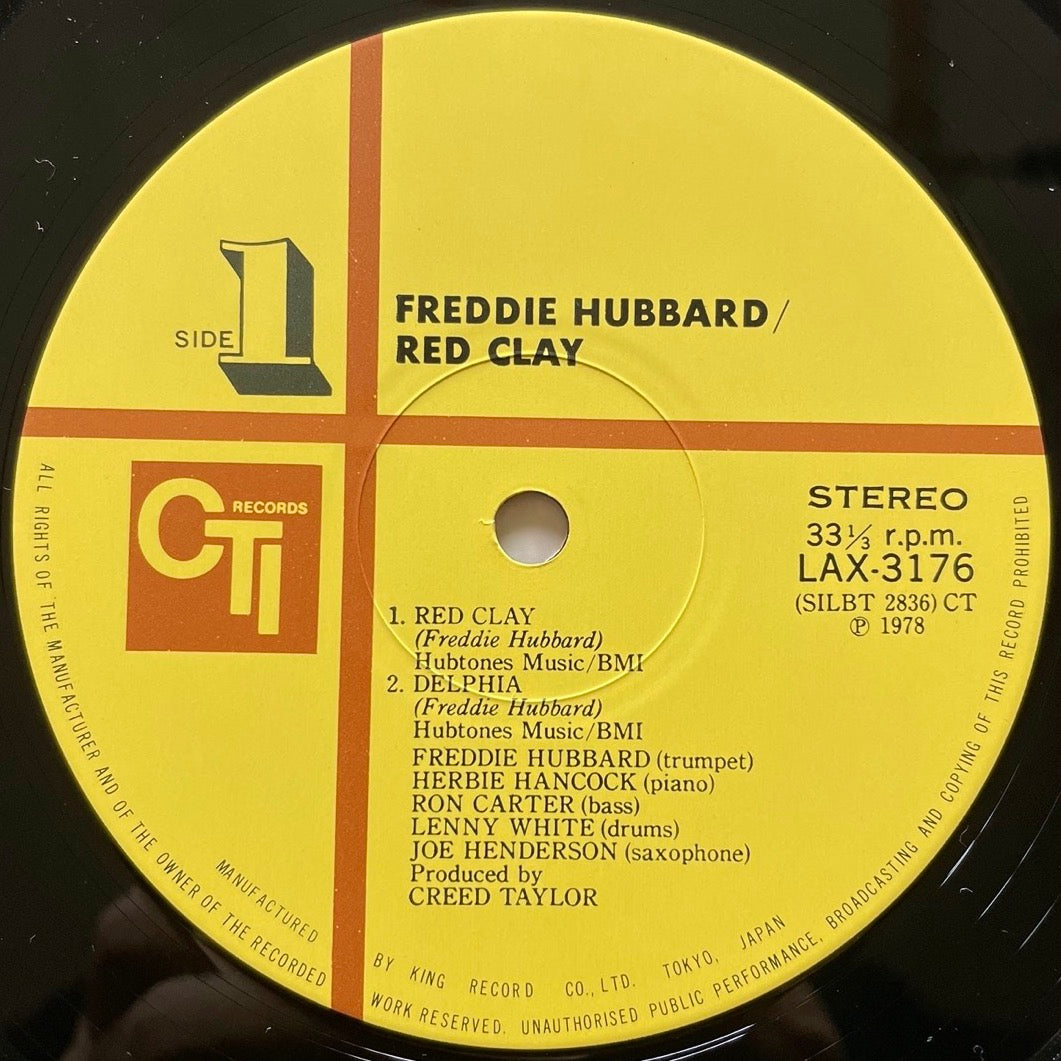 SIDE 1
FREDDIE HUBBARD/
RED CLAY
CTI RECORDS
STEREO
33⅓ r.p.m.
LAX-3176
(SILBT 2836) CT
℗ 1978
1. RED CLAY
(Freddie Hubbard)
Hubtones Music/BMI
2. DELPHIA
(Freddie Hubbard)
Hubtones Music/BMI
FREDDIE HUBBARD (trumpet)
HERBIE HANCOCK (piano)
RON CARTER (bass)
LENNY WHITE (drums)
JOE HENDERSON (saxophone)
Produced by
CREED TAYLOR
MANUFACTURED BY KING RECORD CO., LTD. TOKYO, JAPAN
ALL RIGHTS OF THE MANUFACTURER AND OF THE OWNER OF THE RECORDED WORK RESERVED. UNAUTHORISED PUBLIC PERFORMANCE, BROADCASTING AND COPYING OF THIS RECORD PROHIBITED